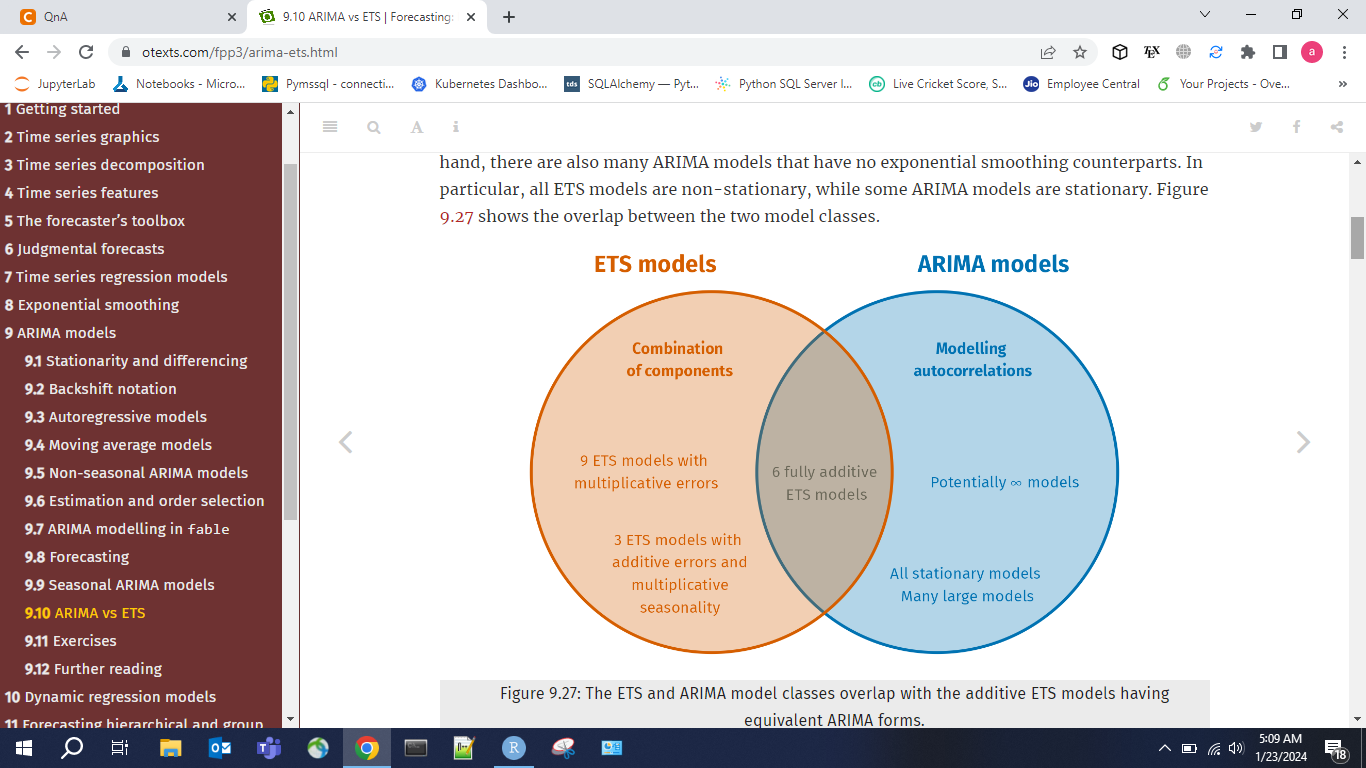 QnA
9.10 ARIMA vs ETS | Forecasting:
otexts.com/fpp3/arima-ets.html
a
JupyterLab
Notebooks - Micro...
Pymssql - connecti...
Kubernetes Dashbo...
tds
SQLAlchemy — Pyt...
Python SQL Server I...
cb
Live Cricket Score, S...
Jio
Employee Central
Your Projects - Ove...
»
1 Getting started
2 Time series graphics
3 Time series decomposition
4 Time series features
5 The forecaster's toolbox
6 Judgmental forecasts
7 Time series regression models
8 Exponential smoothing
9 ARIMA models
9.1 Stationarity and differencing
9.2 Backshift notation
9.3 Autoregressive models
9.4 Moving average models
9.5 Non-seasonal ARIMA models
9.6 Estimation and order selection
9.7 ARIMA modelling in fable
9.8 Forecasting
9.9 Seasonal ARIMA models
9.10 ARIMA vs ETS
9.11 Exercises
9.12 Further reading
10 Dynamic regression models
11 Forecasting hierarchical and group
hand, there are also many ARIMA models that have no exponential smoothing counterparts. In
particular, all ETS models are non-stationary, while some ARIMA models are stationary. Figure
9.27 shows the overlap between the two model classes.
ETS models
ARIMA models
Combination
of components
Modelling
autocorrelations
9 ETS models with
multiplicative errors
6 fully additive
ETS models
Potentially ∞ models
3 ETS models with
additive errors and
multiplicative
seasonality
All stationary models
Many large models
Figure 9.27: The ETS and ARIMA model classes overlap with the additive ETS models having
equivalent ARIMA forms.
5:09 AM
1/23/2024
18